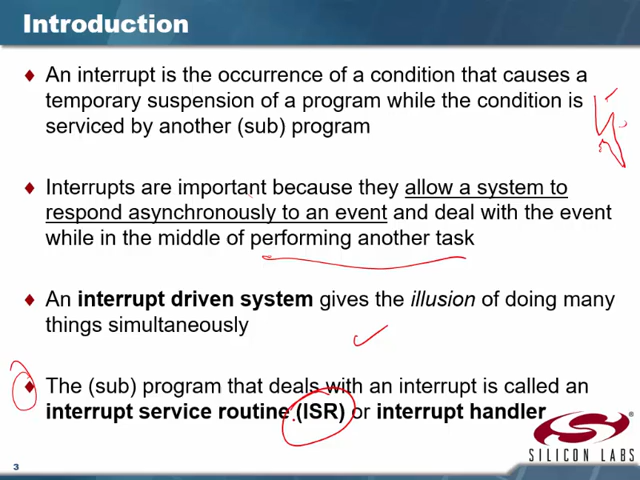 Introduction
An interrupt is the occurrence of a condition that causes a
temporary suspension of a program while the condition is
serviced by another (sub) program
Interrupts are important because they allow a system to
respond asynchronously to an event and deal with the event
while in the middle of performing another task
An interrupt driven system gives the illusion of doing many
things simultaneously
The (sub) program that deals with an interrupt is called an
interrupt service routine (ISR) or interrupt handler
SILICON LABS
3